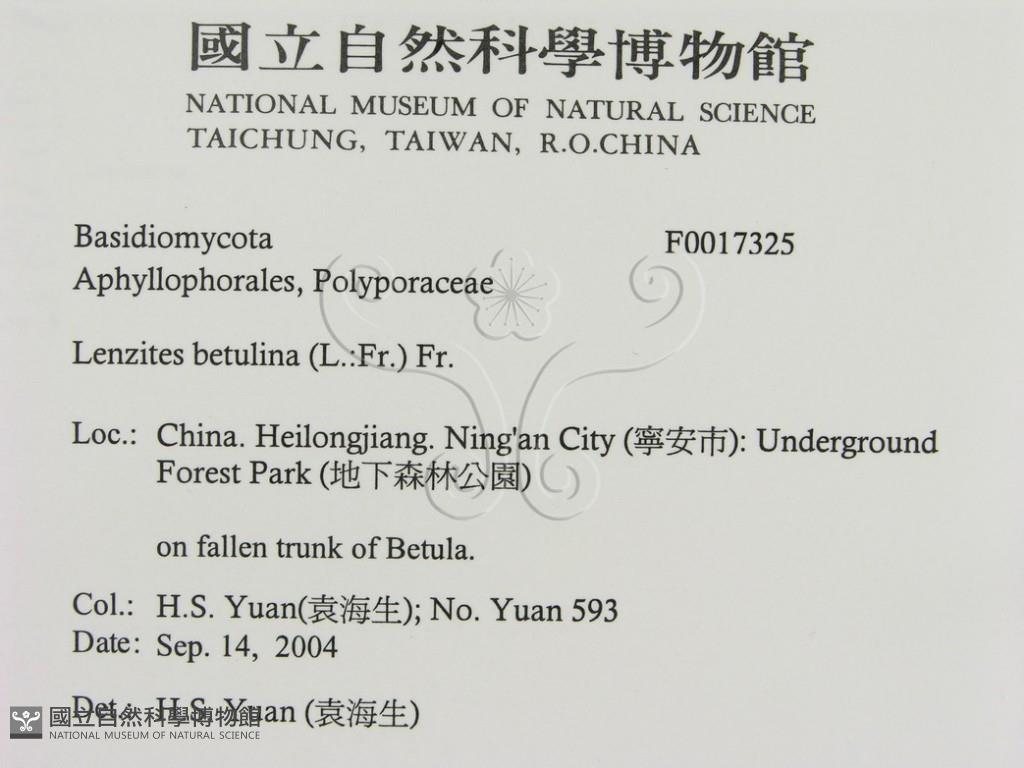 國立自然科學博物館
NATIONAL MUSEUM OF NATURAL SCIENCE
TAICHUNG, TAIWAN, R.O.CHINA
Basidiomycota F0017325
Aphyllophorales, Polyporaceae
Lenzites betulina (L.:Fr.) Fr.
Loc.: China. Heilongjiang. Ning'an City (寧安市): Underground
Forest Park (地下森林公園)
on fallen trunk of Betula.
Col.: H.S. Yuan(袁海生); No. Yuan 593
Date: Sep. 14, 2004
Det.: H.S. Yuan (袁海生)
國立自然科學博物館
NATIONAL MUSEUM OF NATURAL SCIENCE